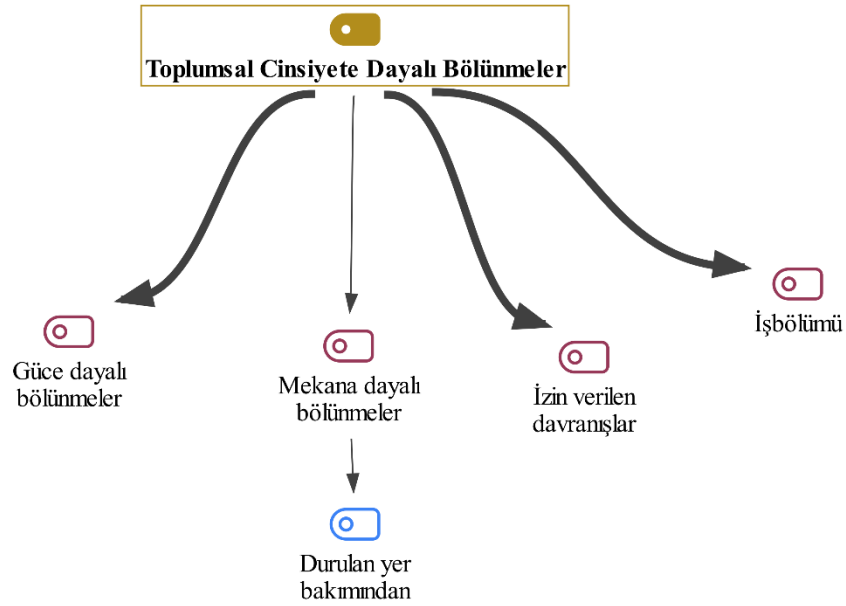 Toplumsal Cinsiyete Dayalı Bölünmeler
Güce dayalı
bölünmeler
Mekana dayalı
bölünmeler
İzin verilen
davranışlar
İşbölümü
Durulan yer
bakımından